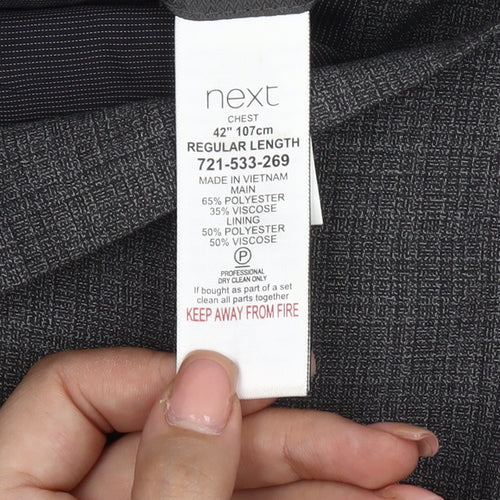 next
CHEST
42" 107cm
REGULAR LENGTH
721-533-269
MADE IN VIETNAM
MAIN
65% POLYESTER
35% VISCOSE
LINING
50% POLYESTER
50% VISCOSE
P
PROFESSIONAL
DRY CLEAN ONLY
If bought as part of a set
clean all parts together
KEEP AWAY FROM FIRE